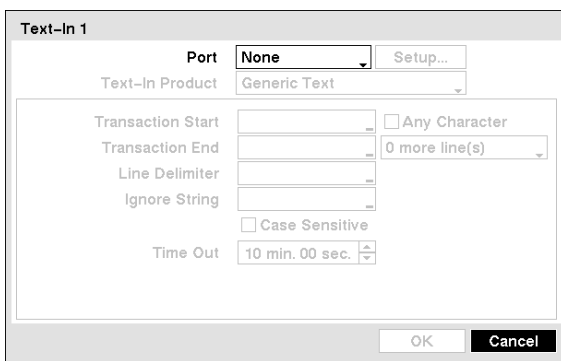 Text-In 1
Port None Setup...
Text-In Product Generic Text
Transaction Start Any Character
Transaction End 0 more line(s)
Line Delimiter
Ignore String
Case Sensitive
Time Out 10 min. 00 sec.
OK Cancel